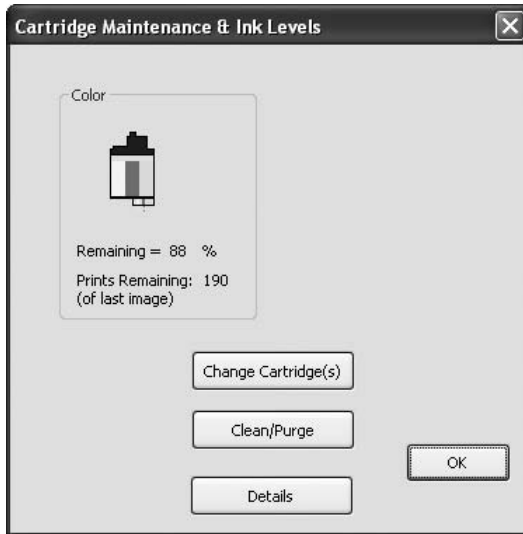 Cartridge Maintenance & Ink Levels
Color
Remaining = 88 %
Prints Remaining: 190
(of last image)
Change Cartridge(s)
Clean/Purge
OK
Details